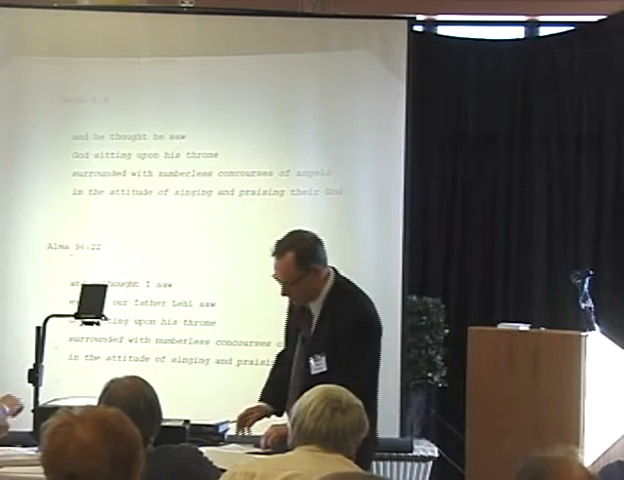 and he thought he saw
God sitting upon his throne
surrounded with numberless concourses of angels
in the attitude of singing and praising their God
Alma 36:22
thought I saw
our father Lehi saw
upon his throne
surrounded with numberless concourses
in the attitude of singing and